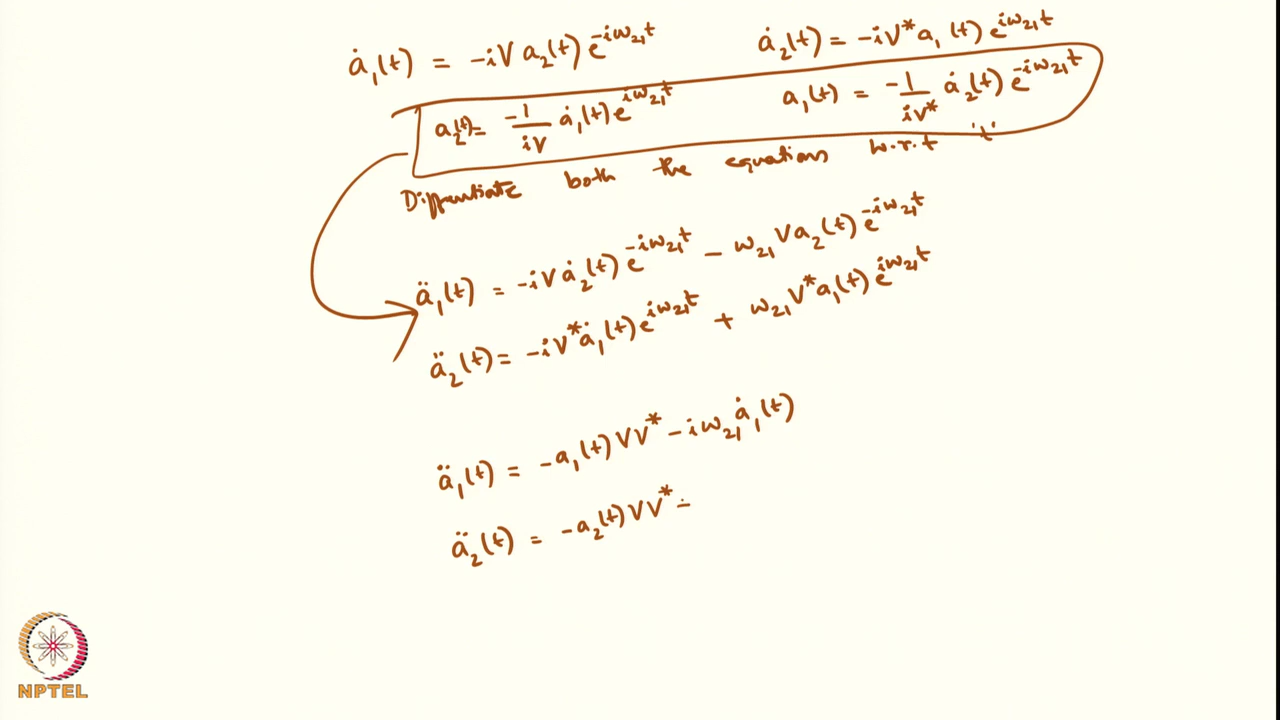 ȧ₁(t) = -iV a₂(t) e^{-iω₂₁t}    ȧ₂(t) = -iV* a₁(t) e^{iω₂₁t}
a₂(t) = -1/(iV) ȧ₁(t) e^{iω₂₁t}    a₁(t) = -1/(iV*) ȧ₂(t) e^{-iω₂₁t}
Differentiate both the equations w.r.t 't'
ä₁(t) = -iV ȧ₂(t) e^{-iω₂₁t} - ω₂₁ V a₂(t) e^{-iω₂₁t}
ä₂(t) = -iV* ȧ₁(t) e^{iω₂₁t} + ω₂₁ V* a₁(t) e^{iω₂₁t}
ä₁(t) = -a₁(t) VV* - iω₂₁ ȧ₁(t)
ä₂(t) = -a₂(t) VV* -
NPTEL